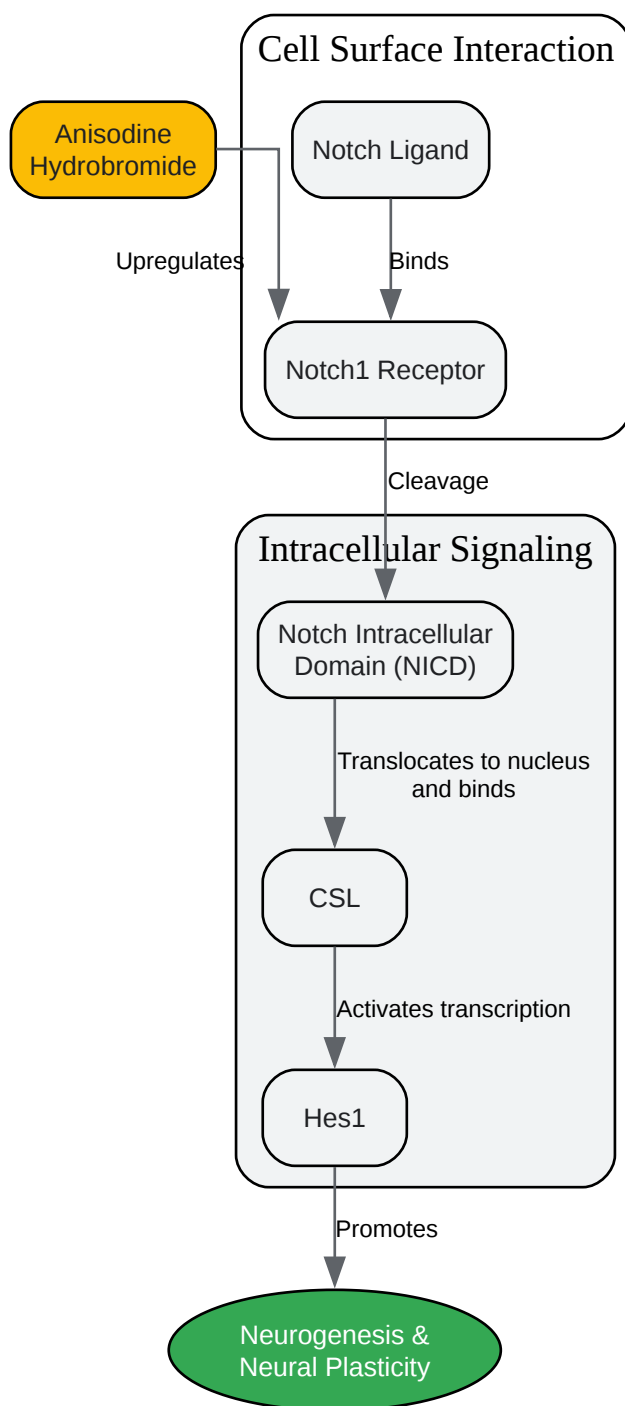 Cell Surface Interaction
Anisodine
Hydrobromide
Notch Ligand
Upregulates
Binds
Notch1 Receptor
Cleavage
Intracellular Signaling
Notch Intracellular
Domain (NICD)
Translocates to nucleus
and binds
CSL
Activates transcription
Hes1
Promotes
Neurogenesis &
Neural Plasticity